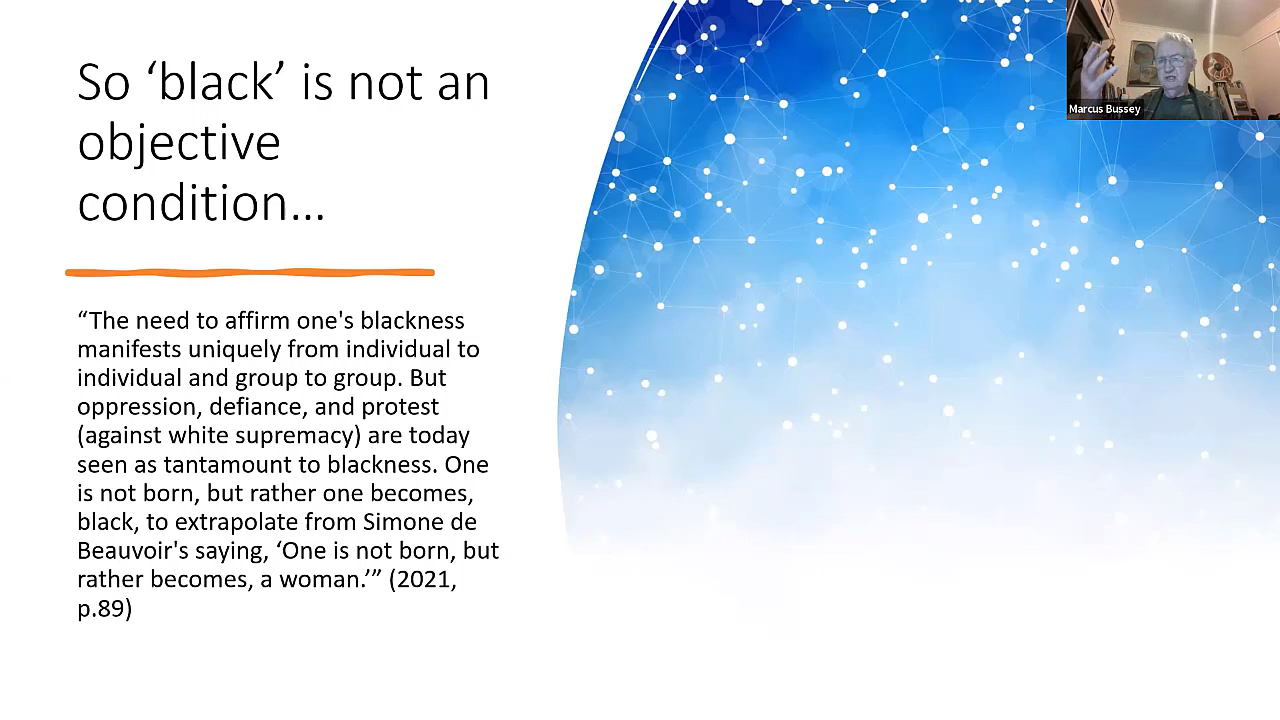 So ‘black’ is not an
objective
condition…
“The need to affirm one's blackness
manifests uniquely from individual to
individual and group to group. But
oppression, defiance, and protest
(against white supremacy) are today
seen as tantamount to blackness. One
is not born, but rather one becomes,
black, to extrapolate from Simone de
Beauvoir's saying, ‘One is not born, but
rather becomes, a woman.’” (2021,
p.89)
Marcus Bussey